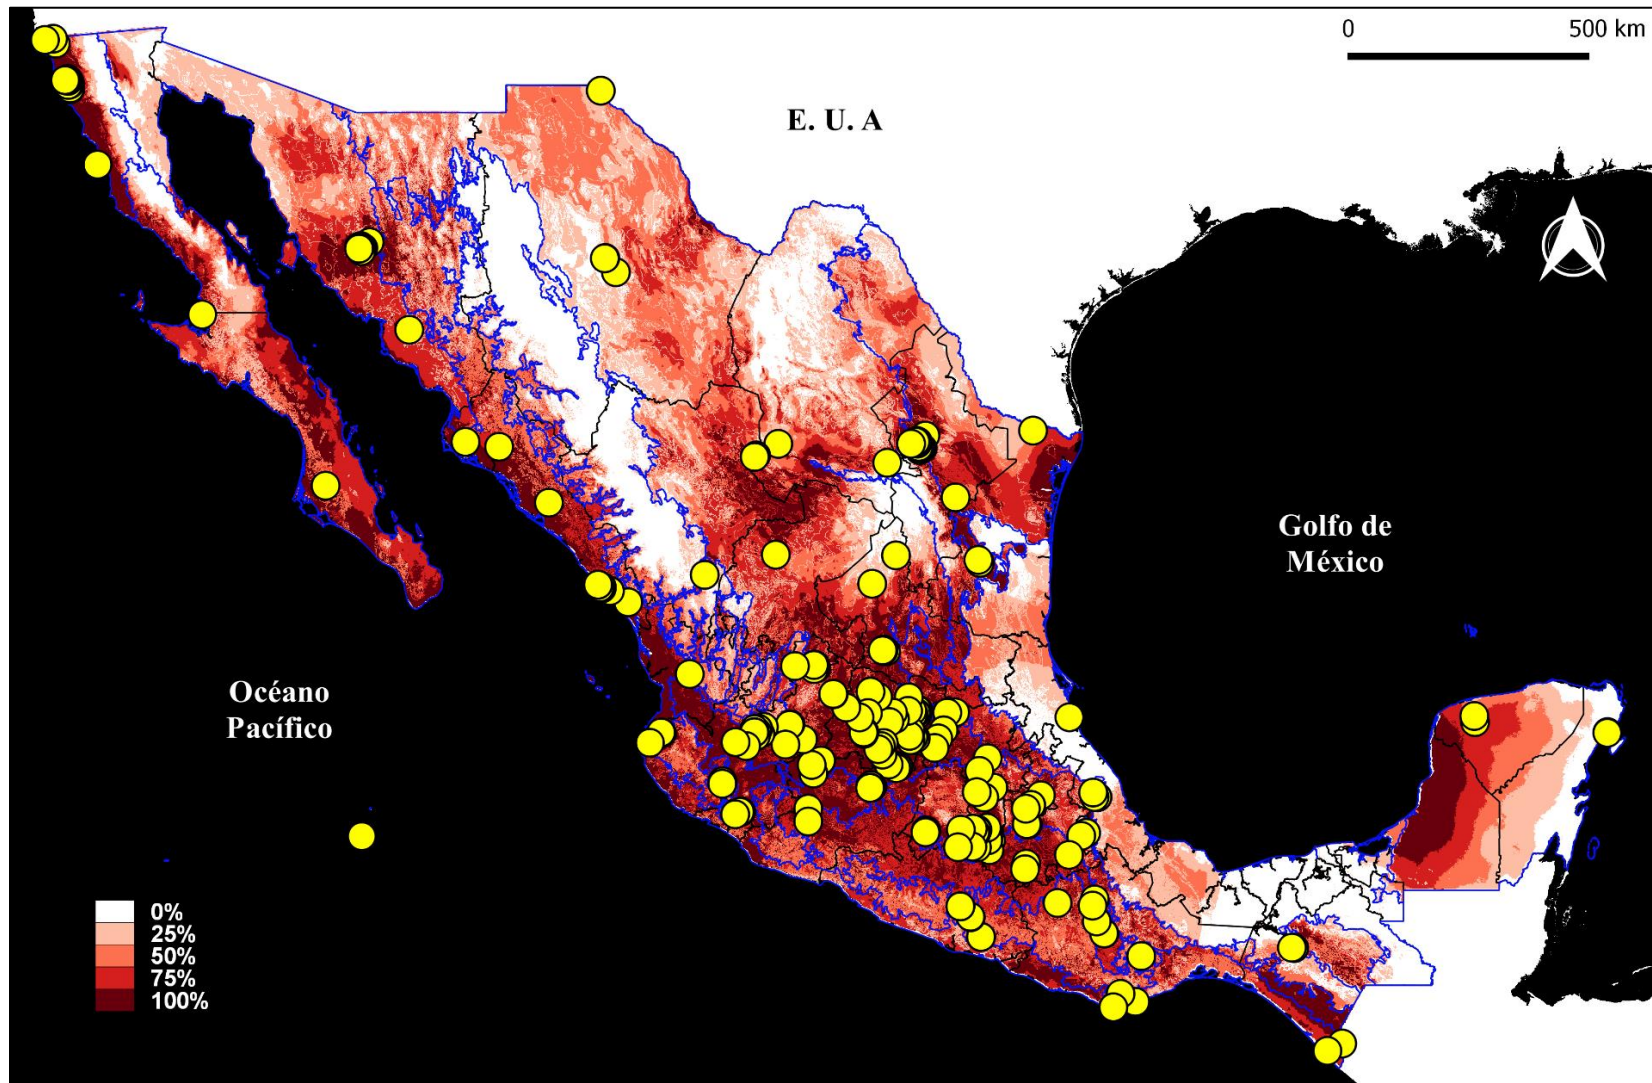 0 500 km
E. U. A
Golfo de
México
Océano
Pacífico
0%
25%
50%
75%
100%